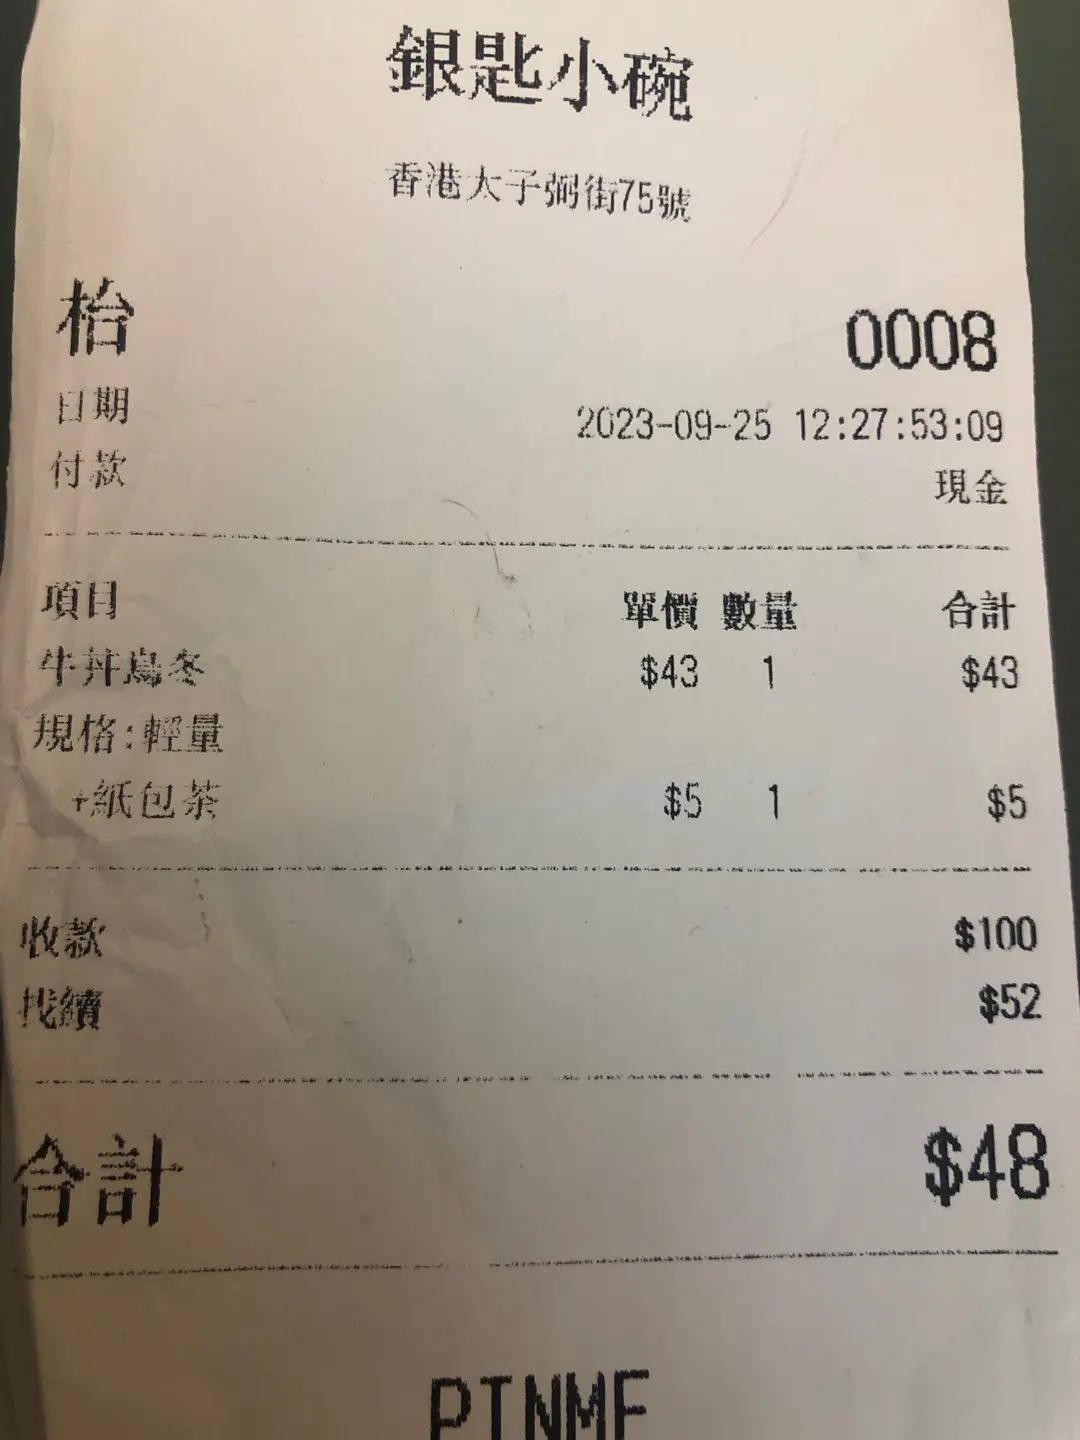 銀匙小碗
香港太子弼街75號
枱 0008
日期 2023-09-25 12:27:53:09
付款 現金
項目 單價 數量 合計
牛丼烏冬 $43 1 $43
規格:輕量
+紙包茶 $5 1 $5
收款 $100
找續 $52
合計 $48
PINME